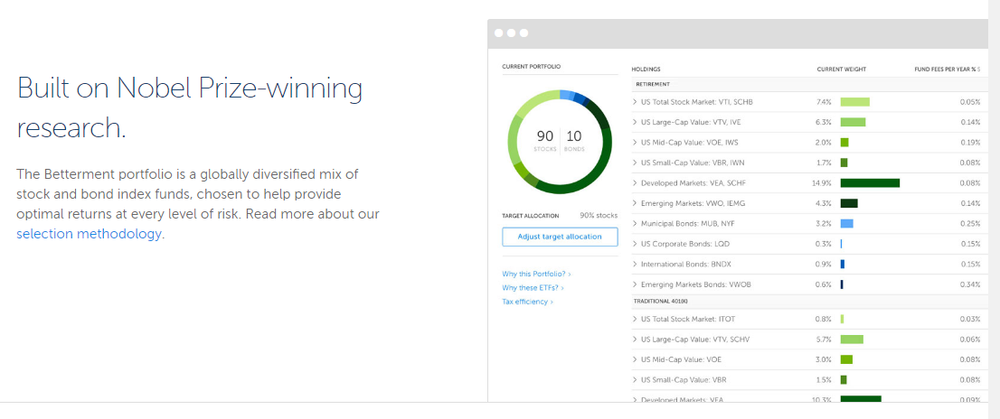 Built on Nobel Prize-winning
research.
The Betterment portfolio is a globally diversified mix of
stock and bond index funds, chosen to help provide
optimal returns at every level of risk. Read more about our
selection methodology.
CURRENT PORTFOLIO
90 STOCKS 10 BONDS
TARGET ALLOCATION 90% stocks
Adjust target allocation
Why this Portfolio? >
Why these ETFs? >
Tax efficiency >
HOLDINGS CURRENT WEIGHT FUND FEES PER YEAR % $
RETIREMENT
> US Total Stock Market: VTI, SCHB 7.4% 0.05%
> US Large-Cap Value: VTV, IVE 6.3% 0.14%
> US Mid-Cap Value: VOE, IWS 2.0% 0.19%
> US Small-Cap Value: VBR, IWN 1.7% 0.08%
> Developed Markets: VEA, SCHF 14.9% 0.08%
> Emerging Markets: VWO, IEMG 4.3% 0.14%
> Municipal Bonds: MUB, NYF 3.2% 0.25%
> US Corporate Bonds: LQD 0.3% 0.15%
> International Bonds: BNDX 0.9% 0.15%
> Emerging Markets Bonds: VWOB 0.6% 0.34%
TRADITIONAL 401(K)
> US Total Stock Market: ITOT 0.8% 0.03%
> US Large-Cap Value: VTV, SCHV 5.7% 0.06%
> US Mid-Cap Value: VOE 3.0% 0.08%
> US Small-Cap Value: VBR 1.5% 0.08%
> Developed Markets: VEA 10.3% 0.09%